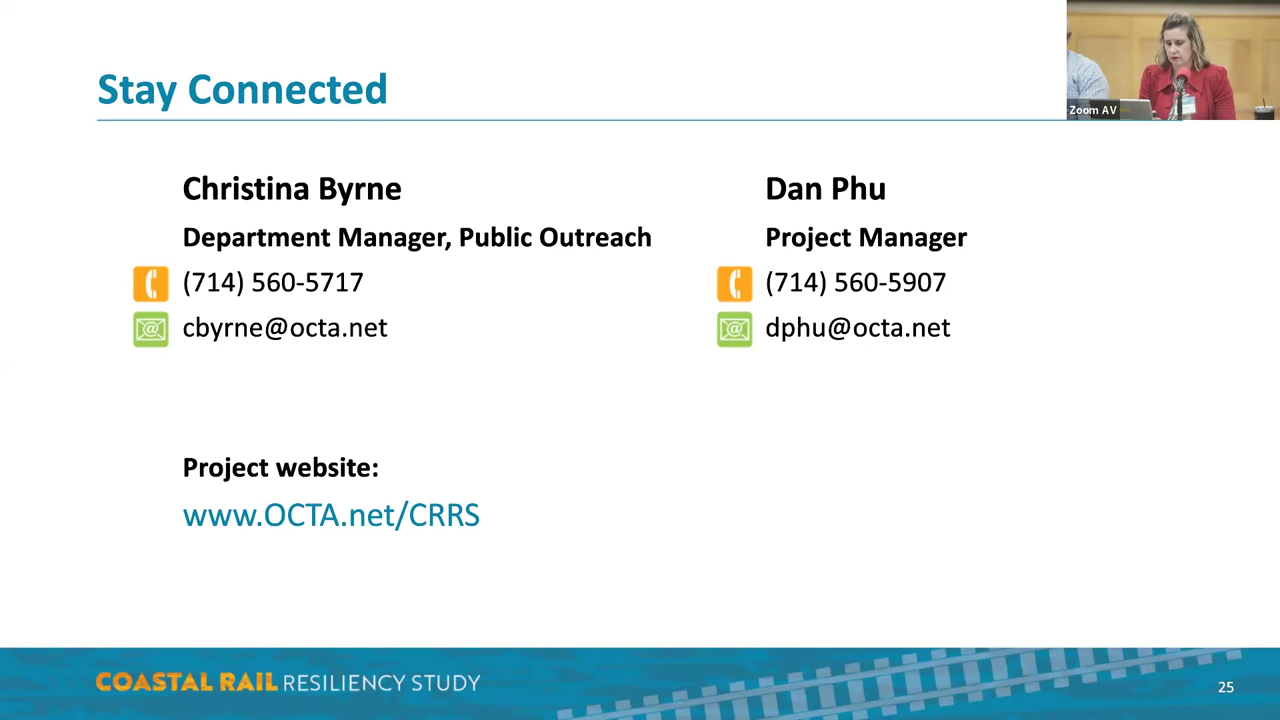 Stay Connected
Zoom AV
Christina Byrne
Department Manager, Public Outreach
(714) 560-5717
cbyrne@octa.net
Dan Phu
Project Manager
(714) 560-5907
dphu@octa.net
Project website:
www.OCTA.net/CRRS
COASTAL RAIL RESILIENCY STUDY
25